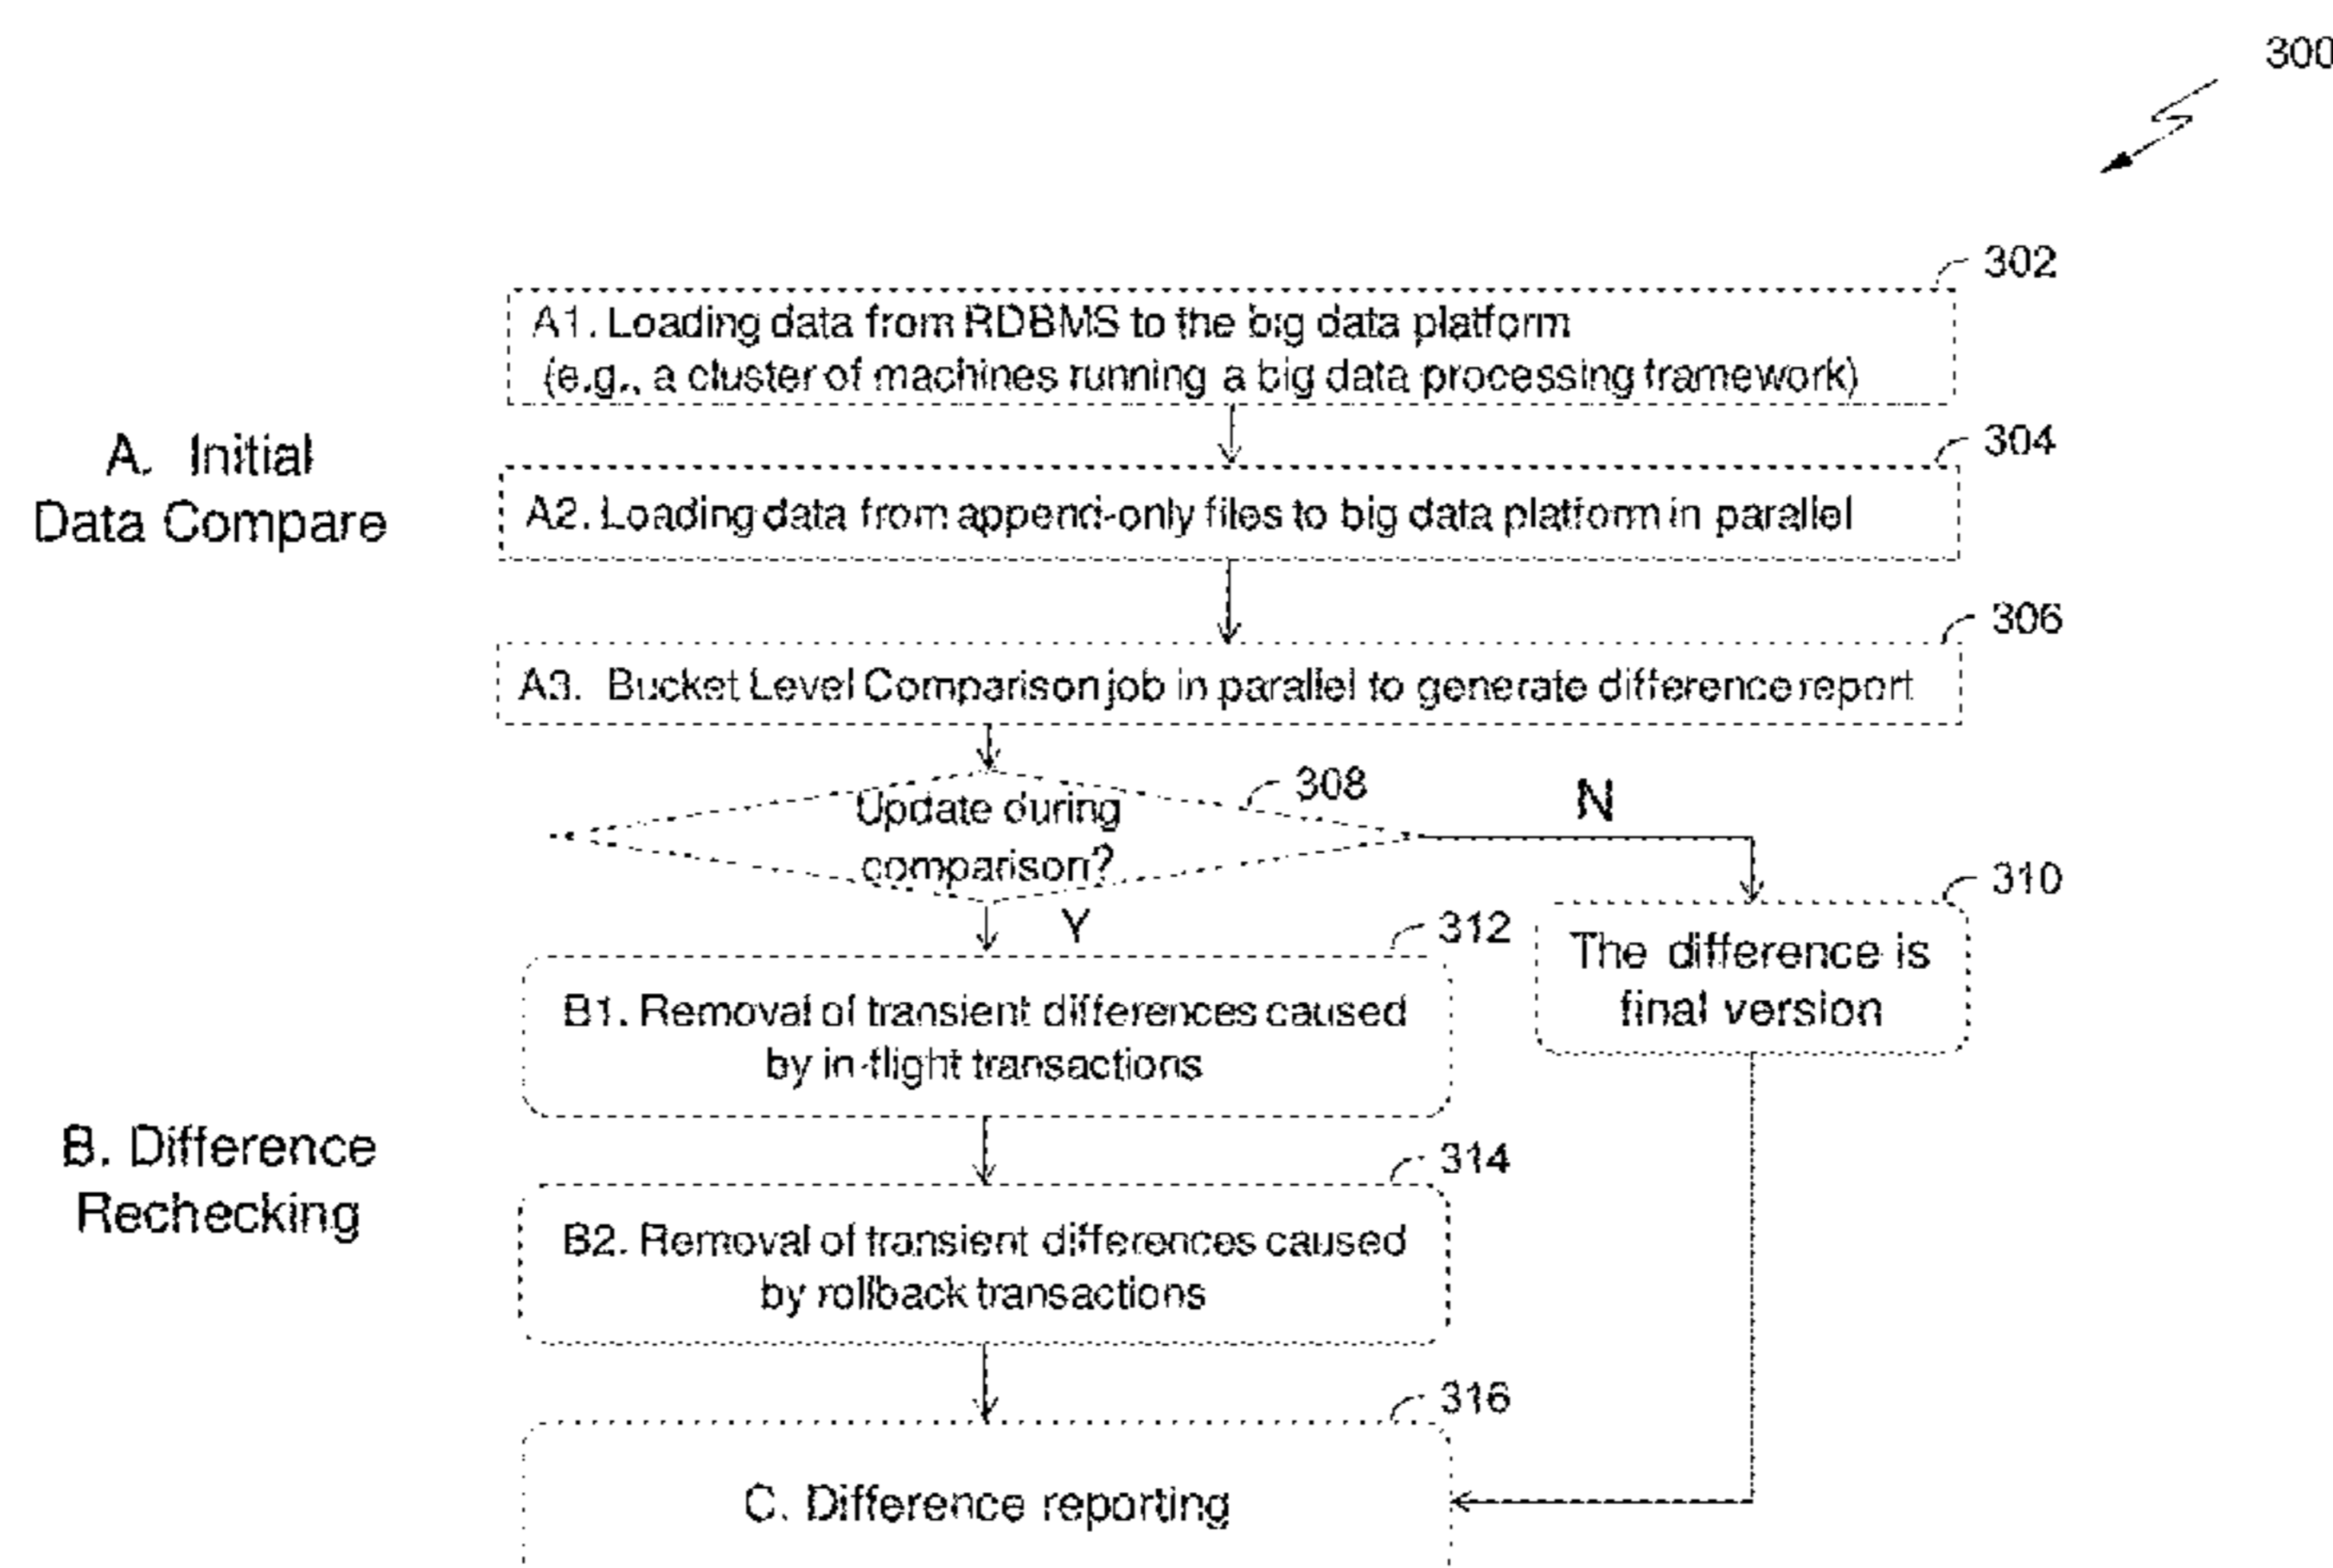 300
302
A1. Loading data from RDBMS to the big data platform
(e.g., a cluster of machines running a big data processing framework)
A. Initial
Data Compare
304
A2. Loading data from append-only files to big data platform in parallel
306
A3. Bucket Level Comparison job in parallel to generate difference report
308
Update during
comparison?
N
Y
310
The difference is
final version
312
B1. Removal of transient differences caused
by in-flight transactions
B. Difference
Rechecking
314
B2. Removal of transient differences caused
by rollback transactions
316
C. Difference reporting